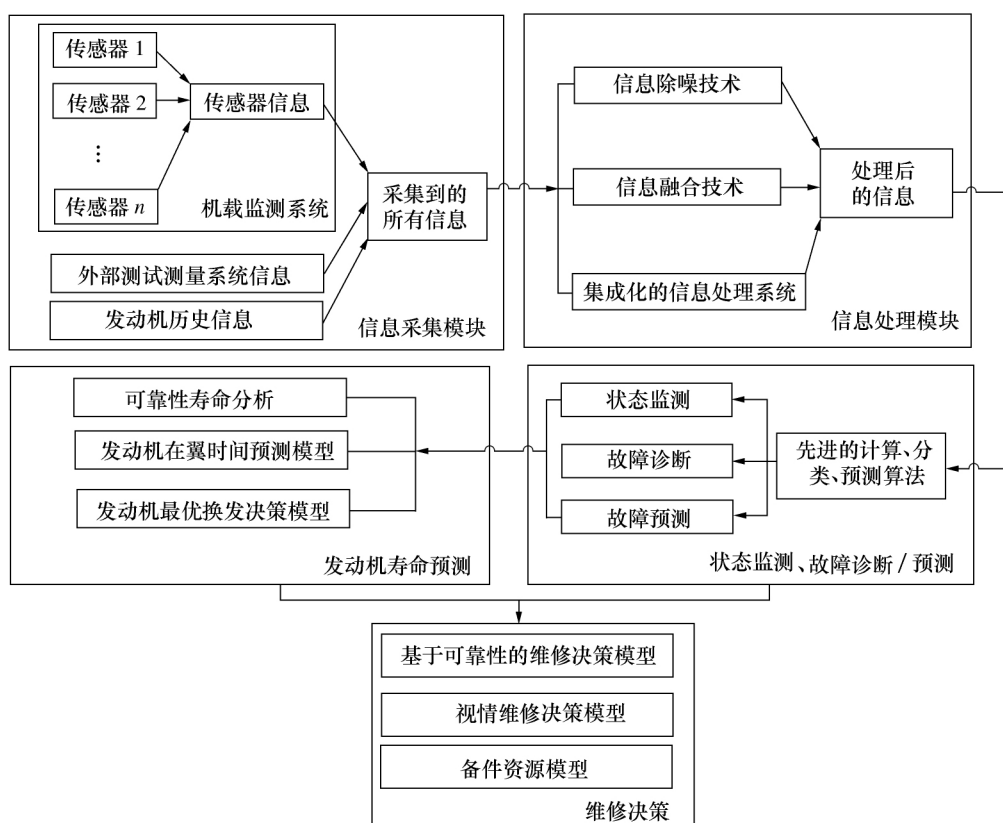 传感器 1
传感器 2
⋮
传感器 n
传感器信息
机载监测系统
外部测试测量系统信息
发动机历史信息
采集到的
所有信息
信息采集模块
信息除噪技术
信息融合技术
集成化的信息处理系统
处理后
的信息
信息处理模块
可靠性寿命分析
发动机在翼时间预测模型
发动机最优换发决策模型
发动机寿命预测
状态监测
故障诊断
故障预测
先进的计算、分
类、预测算法
状态监测、故障诊断/预测
基于可靠性的维修决策模型
视情维修决策模型
备件资源模型
维修决策